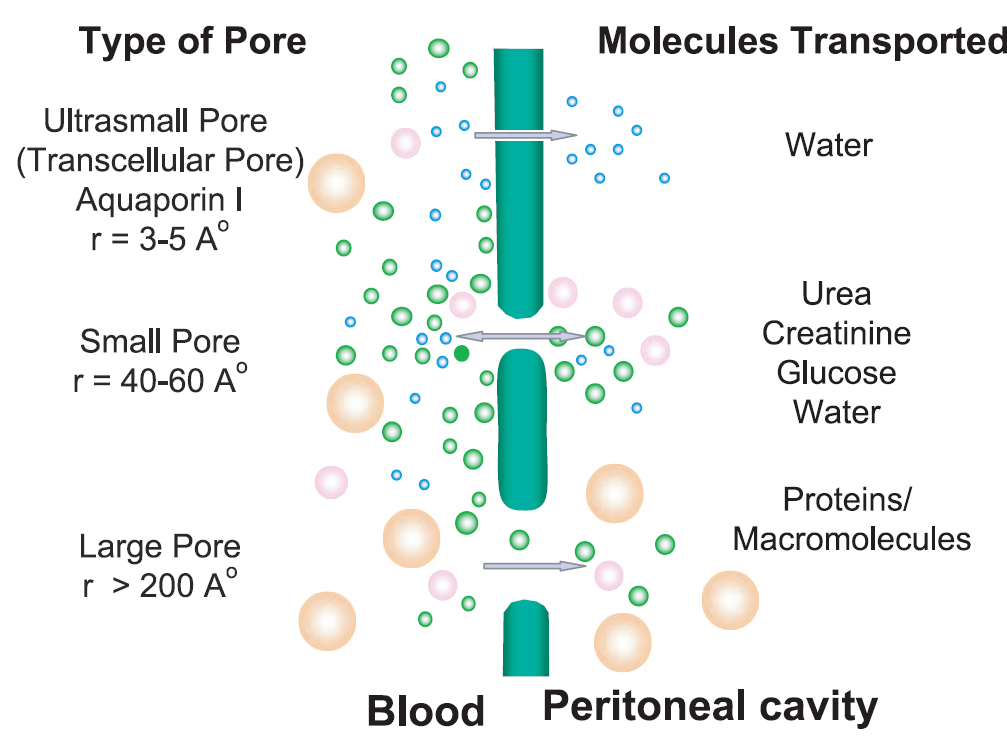 Type of Pore
Molecules Transported
Ultrasmall Pore
(Transcellular Pore)
Aquaporin I
r = 3-5 A°
Water
Small Pore
r = 40-60 A°
Urea
Creatinine
Glucose
Water
Large Pore
r > 200 A°
Proteins/
Macromolecules
Blood
Peritoneal cavity